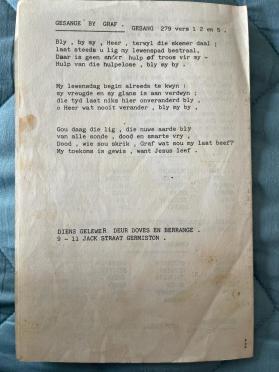 GESANGE BY GRAF . GESANG 279 vers 1 2 en 5 .
Bly , by my , Heer , terwyl die skemer daal ;
laat steeds u lig my lewenspad bestraal,
Daar is geen ander hulp of troos vir my -
Hulp van die hulpelose , bly my by .
My lewensdag begin alreeds te kwyn :
my vreugde en my glans is aan verdwyn ;
die tyd laat niks hier onveranderd bly ,
o Heer wat nooit verander , bly my by .
Gou daag die lig , die nuwe aarde bly
van alle sonde , dood en smarte vry ,
Dood , wie sou skrik , Graf wat sou my laat beef?
My toekoms is gewis , want Jesus leef .
DIENS GELEWER DEUR DOVES EN BERRANGE .
9 - 11 JACK STRAAT GERMISTON .